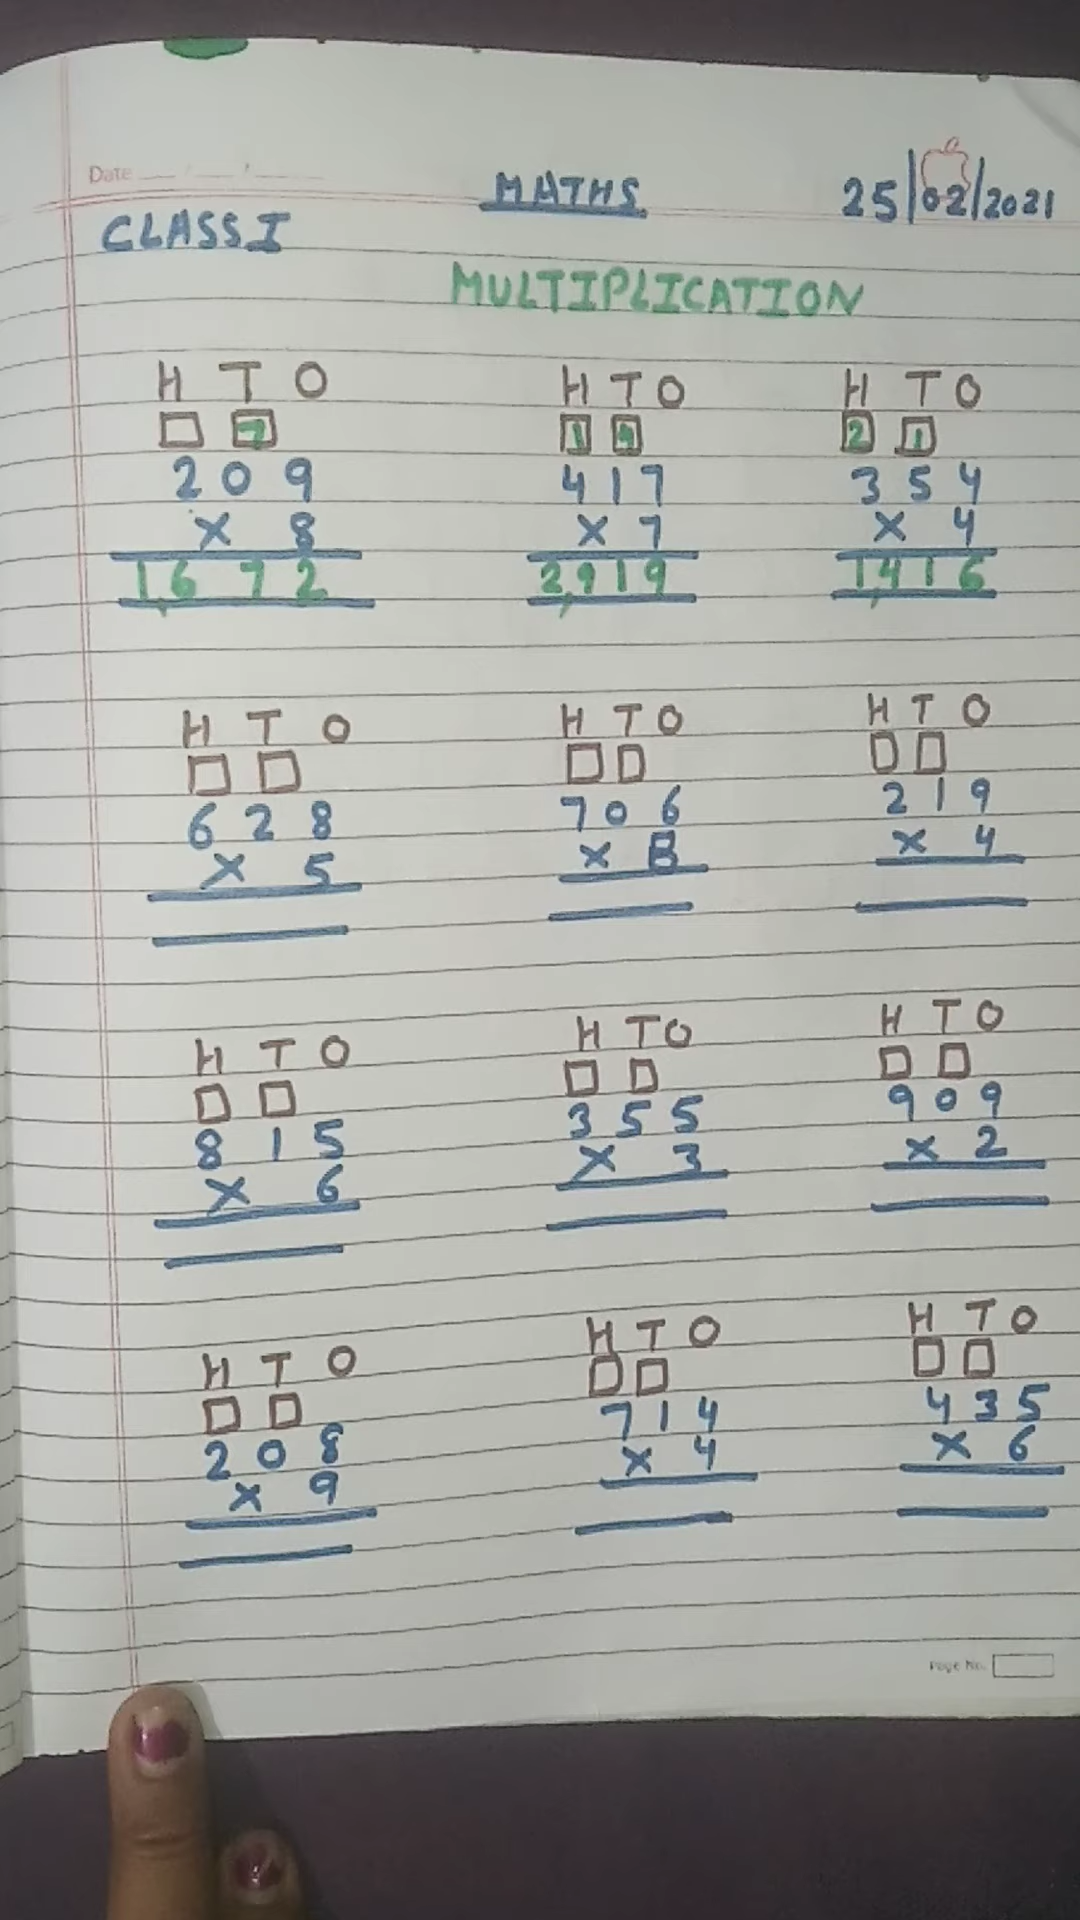 Date
MATHS
25/02/2021
CLASS I
MULTIPLICATION
H T O H T O H T O
7 1 4 2 1
2 0 9 4 1 7 3 5 4
x 8 x 7 x 4
1,6 7 2 2,9 1 9 1,4 1 6
H T O H T O H T O
6 2 8 7 0 6 2 1 9
x 5 x 8 x 4
H T O H T O H T O
8 1 5 3 5 5 9 0 9
x 6 x 3 x 2
H T O H T O H T O
2 0 8 7 1 4 4 3 5
x 9 x 4 x 6
Page No.